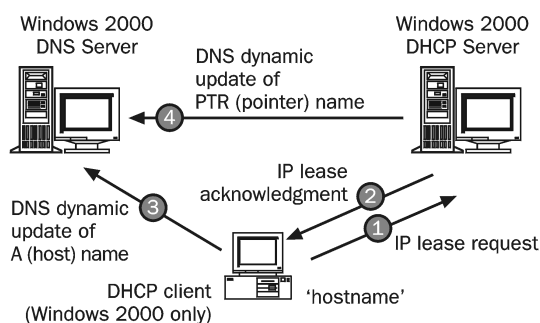 Windows 2000
DNS Server
Windows 2000
DHCP Server
DNS dynamic
update of
PTR (pointer) name
4
IP lease
acknowledgment
2
3
DNS dynamic
update of
A (host) name
1
IP lease request
DHCP client
(Windows 2000 only)
'hostname'